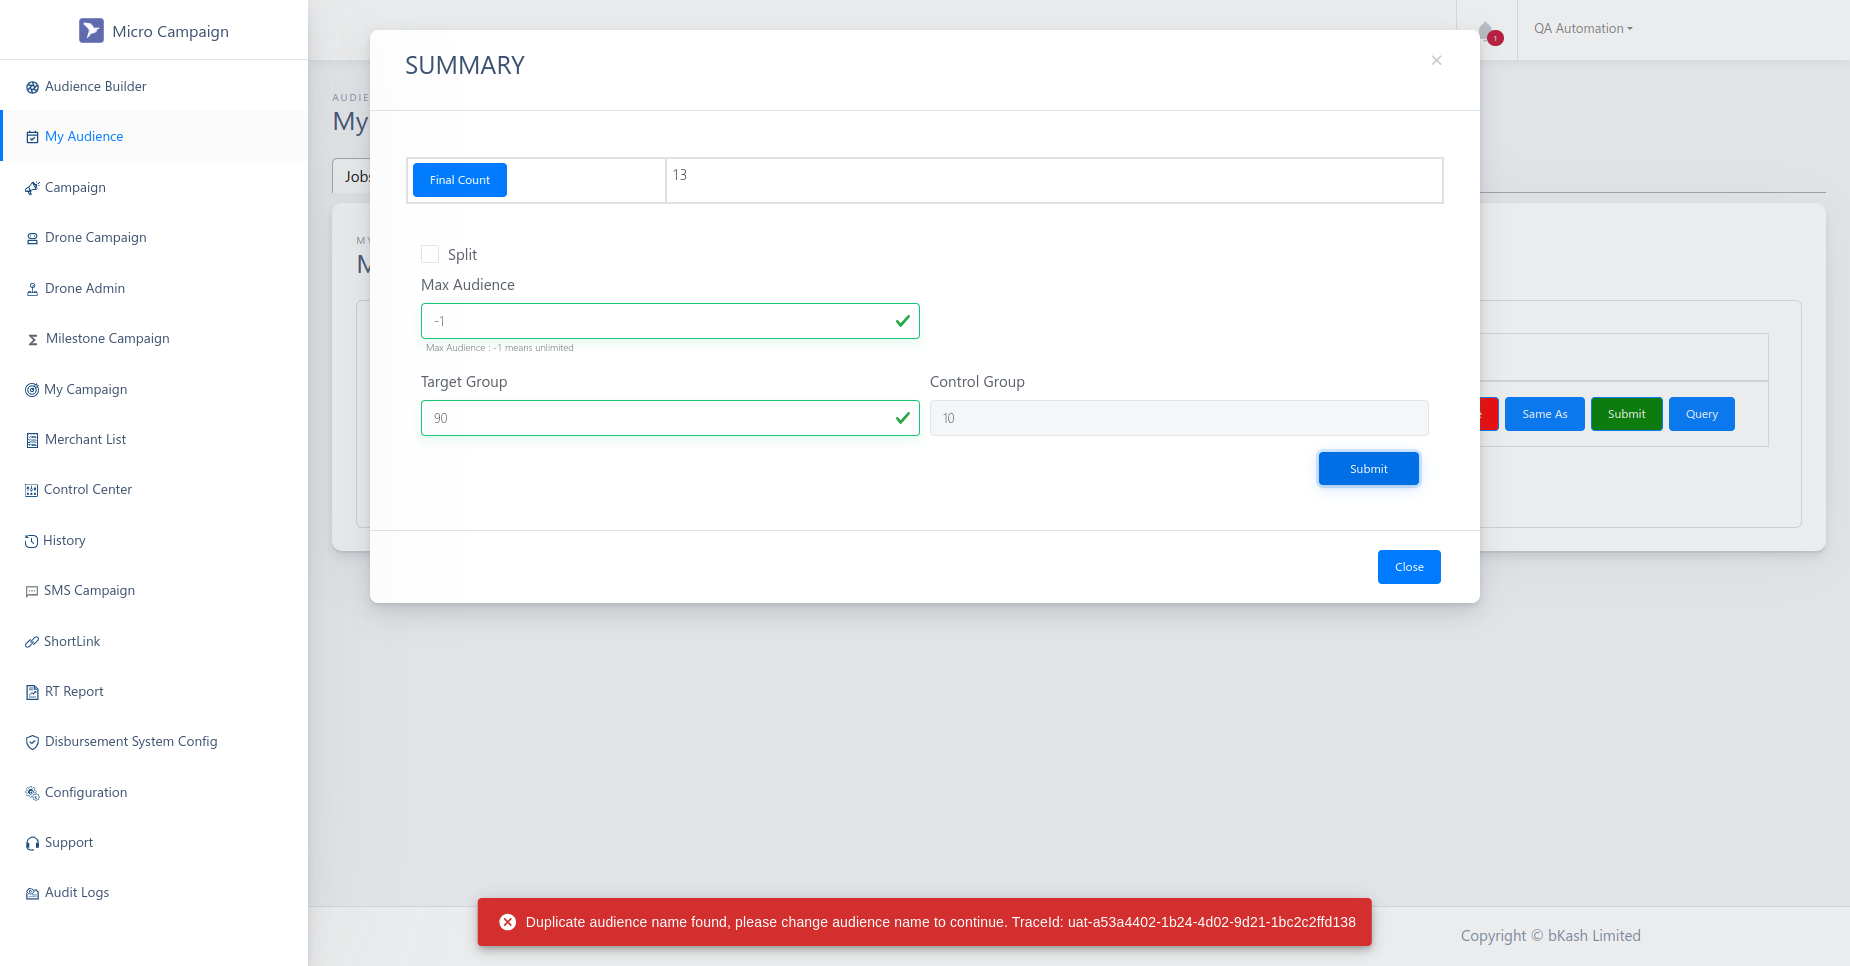 Micro Campaign
Audience Builder
My Audience
Campaign
Drone Campaign
Drone Admin
Milestone Campaign
My Campaign
Merchant List
Control Center
History
SMS Campaign
ShortLink
RT Report
Disbursement System Config
Configuration
Support
Audit Logs
1
QA Automation
AUDIE
My
Jobs
SUMMARY
×
Final Count
13
Split
Max Audience
-1
Max Audience : -1 means unlimited
Target Group
Control Group
90
10
Submit
Close
Same As
Submit
Query
Duplicate audience name found, please change audience name to continue. TraceId: uat-a53a4402-1b24-4d02-9d21-1bc2c2ffd138
Copyright © bKash Limited